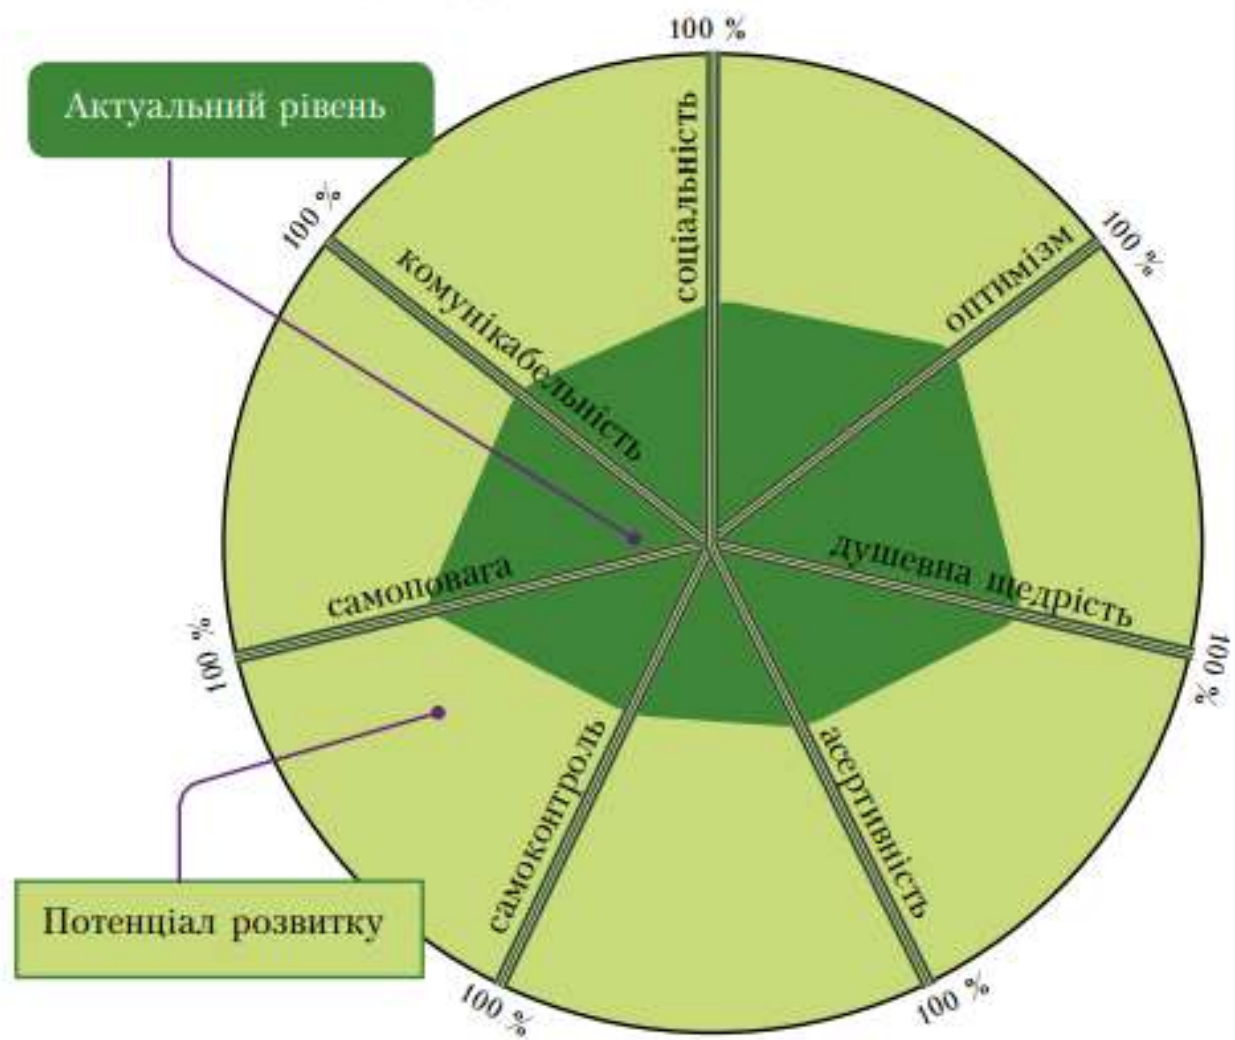 100 %
Актуальний рівень
соціальність
100 %
комунікабельність
оптимізм
100 %
самоповага
душевна щедрість
100 %
100 %
самоконтроль
асертивність
Потенціал розвитку
100 %
100 %